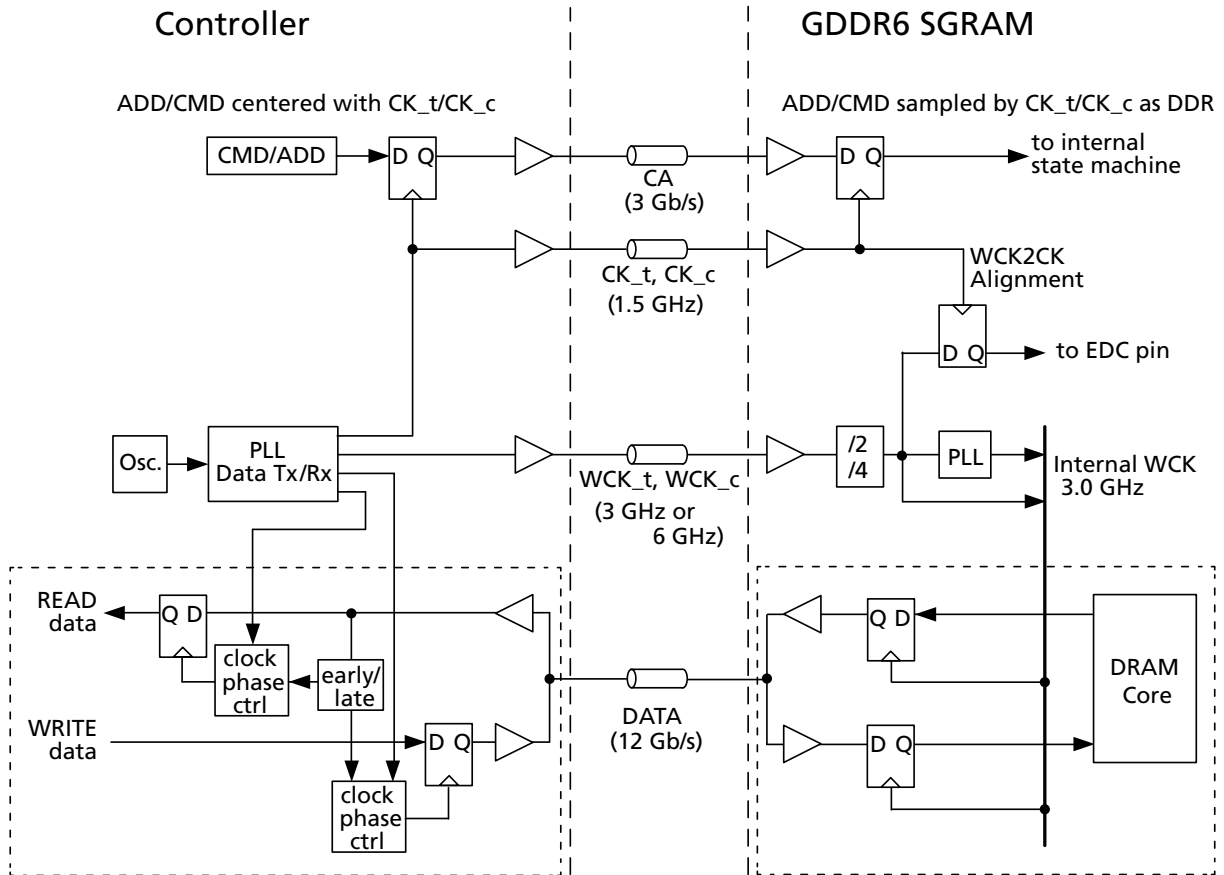 Controller
GDDR6 SGRAM
ADD/CMD centered with CK_t/CK_c
ADD/CMD sampled by CK_t/CK_c as DDR
CMD/ADD
D Q
D Q
to internal
state machine
CA
(3 Gb/s)
CK_t, CK_c
(1.5 GHz)
WCK2CK
Alignment
D Q
to EDC pin
Osc.
PLL
Data Tx/Rx
WCK_t, WCK_c
(3 GHz or
6 GHz)
/2
/4
PLL
Internal WCK
3.0 GHz
READ
data
Q D
clock
phase
ctrl
early/
late
Q D
DRAM
Core
DATA
(12 Gb/s)
WRITE
data
D Q
D Q
clock
phase
ctrl